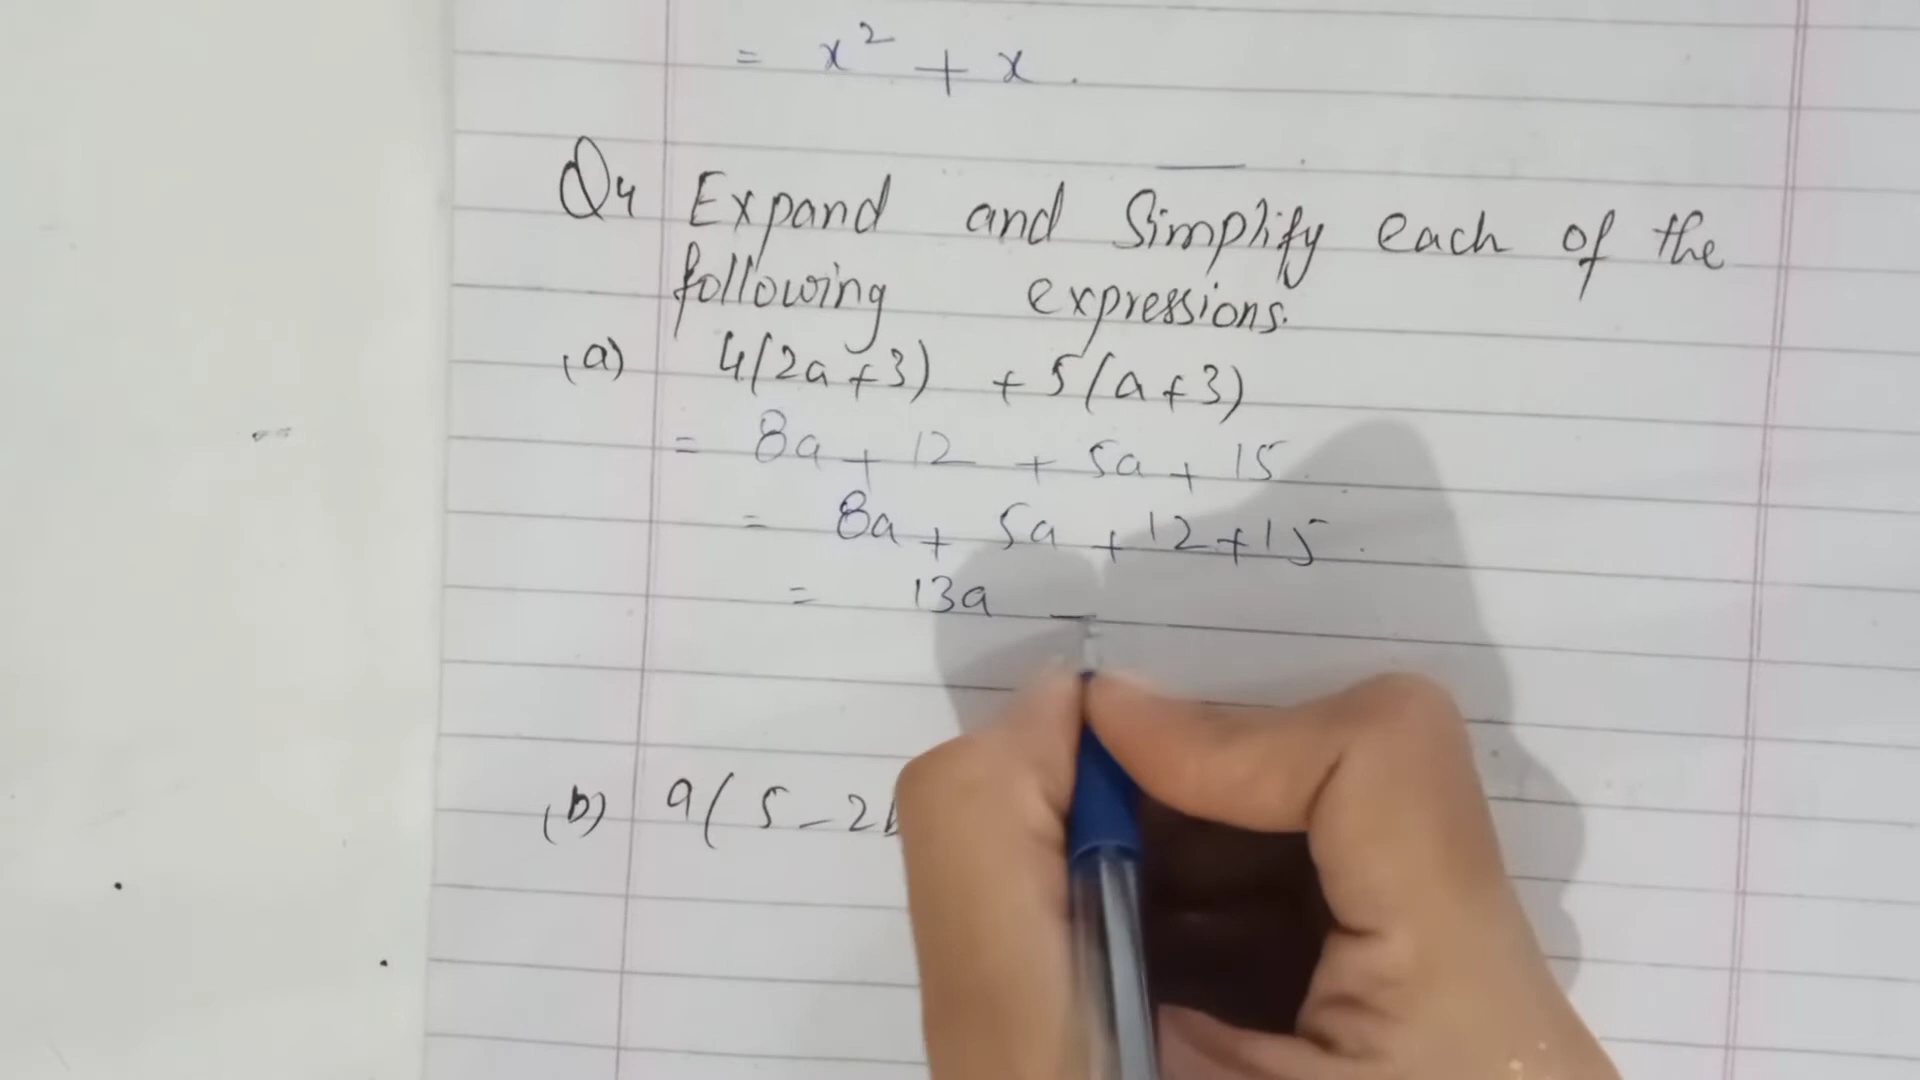 = x² + x.
Q4 Expand and Simplify each of the
following expressions.
(a) 4(2a+3) + 5(a+3)
= 8a + 12 + 5a + 15
= 8a + 5a + 12 + 15.
= 13a
(b) 9(5-2